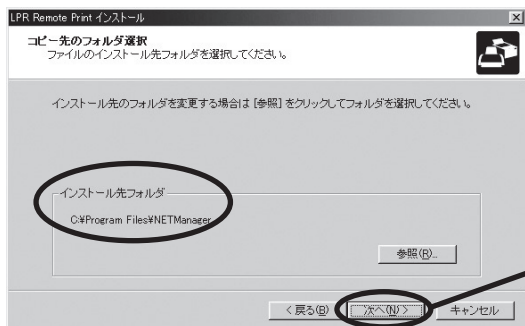 LPR Remote Print インストール
コピー先のフォルダ選択
ファイルのインストール先フォルダを選択してください。
インストール先のフォルダを変更する場合は [参照] をクリックしてフォルダを選択してください。
インストール先フォルダ
C:¥Program Files¥NETManager
参照(R)...
< 戻る(B)
次へ(N) >
キャンセル